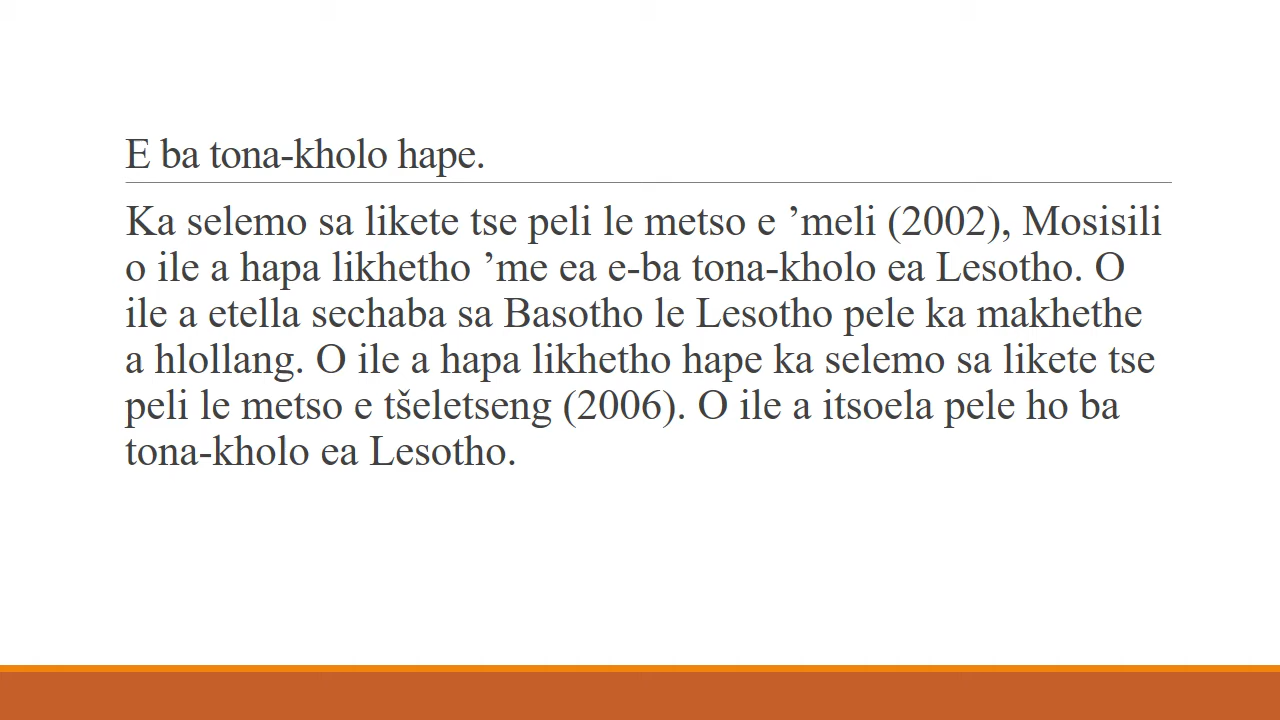 E ba tona-kholo hape.
Ka selemo sa likete tse peli le metso e ’meli (2002), Mosisili
o ile a hapa likhetho ’me ea e-ba tona-kholo ea Lesotho. O
ile a etella sechaba sa Basotho le Lesotho pele ka makhethe
a hlollang. O ile a hapa likhetho hape ka selemo sa likete tse
peli le metso e tšeletseng (2006). O ile a itsoela pele ho ba
tona-kholo ea Lesotho.